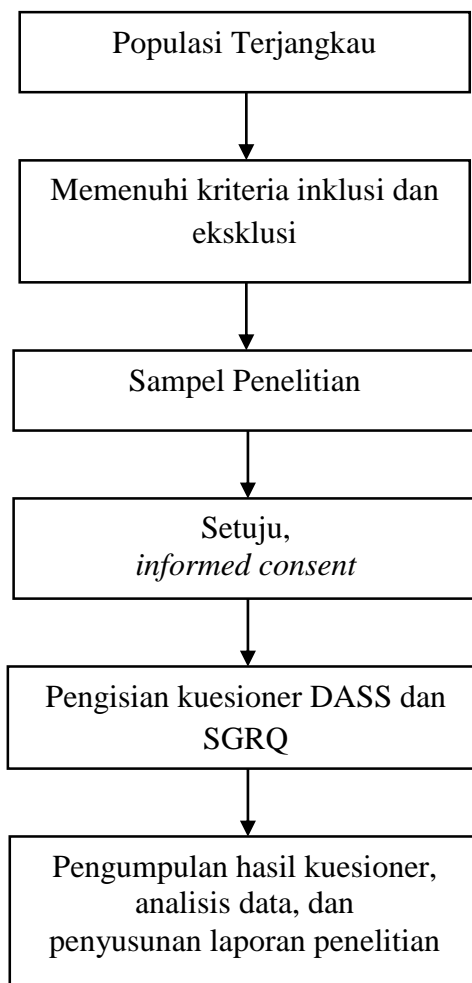 Populasi Terjangkau
Memenuhi kriteria inklusi dan
eksklusi
Sampel Penelitian
Setuju,
informed consent
Pengisian kuesioner DASS dan
SGRQ
Pengumpulan hasil kuesioner,
analisis data, dan
penyusunan laporan penelitian